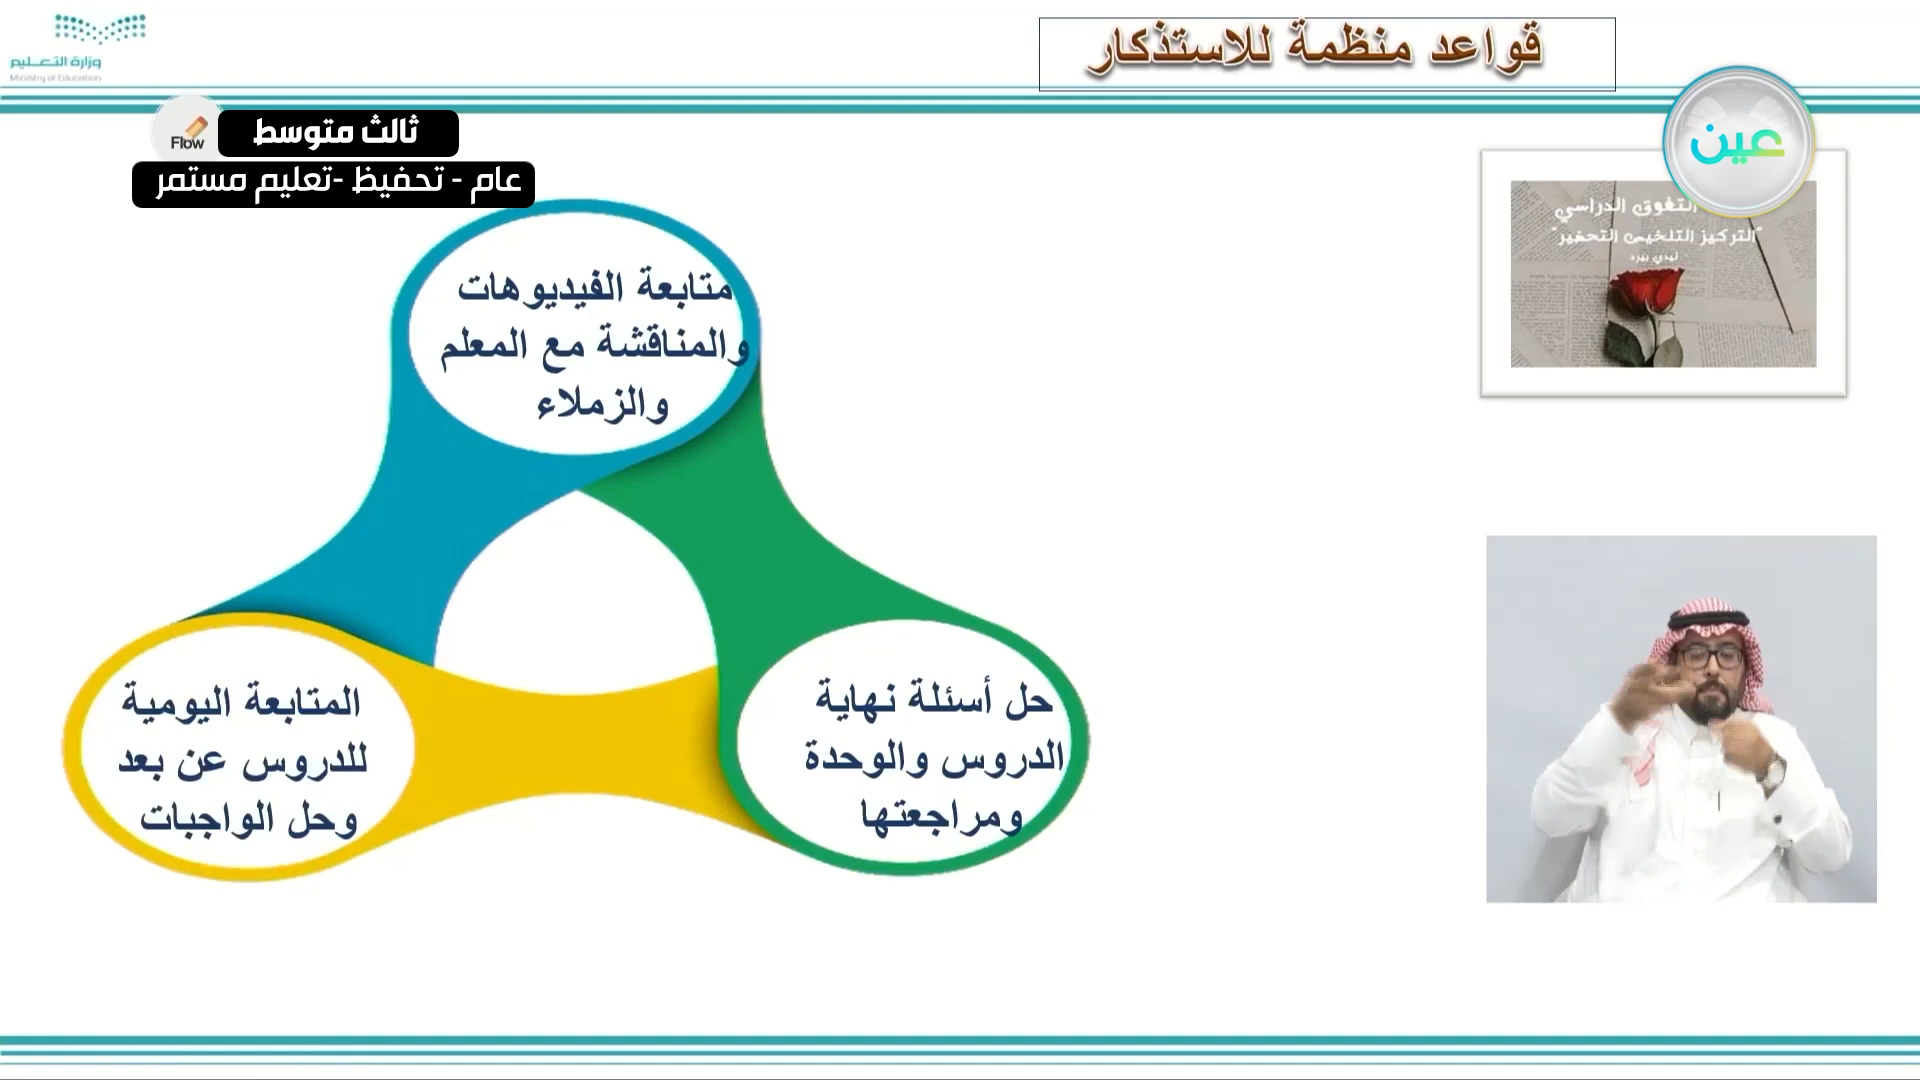 وزارة التعليم
Ministry of Education
قواعد منظمة للاستذكار
عين
Flow
ثالث متوسط
عام - تحفيظ -تعليم مستمر
التفوق الدراسي
"التركيز التلخيص التحضير"
متابعة الفيديوهات
والمناقشة مع المعلم
والزملاء
حل أسئلة نهاية
الدروس والوحدة
ومراجعتها
المتابعة اليومية
للدروس عن بعد
وحل الواجبات